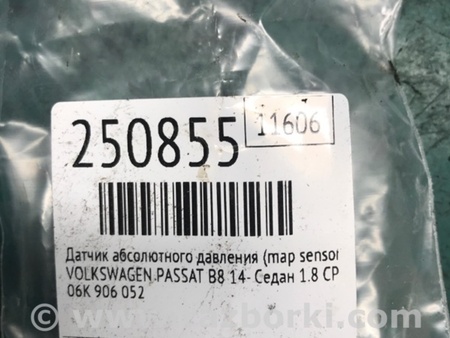 250855
11606
Датчик абсолютного давления (map sensor
VOLKSWAGEN PASSAT B8 14- Седан 1.8 CP
06K 906 052